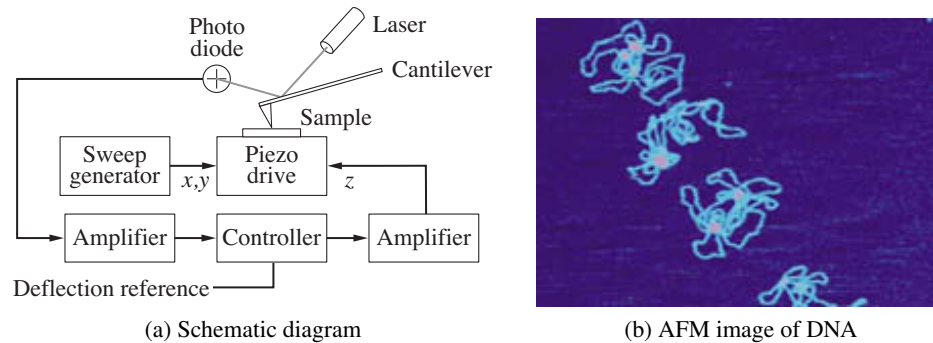 Photo
diode
Laser
Cantilever
Sample
Sweep
generator
x,y
Piezo
drive
z
Amplifier
Controller
Amplifier
Deflection reference
(a) Schematic diagram
(b) AFM image of DNA